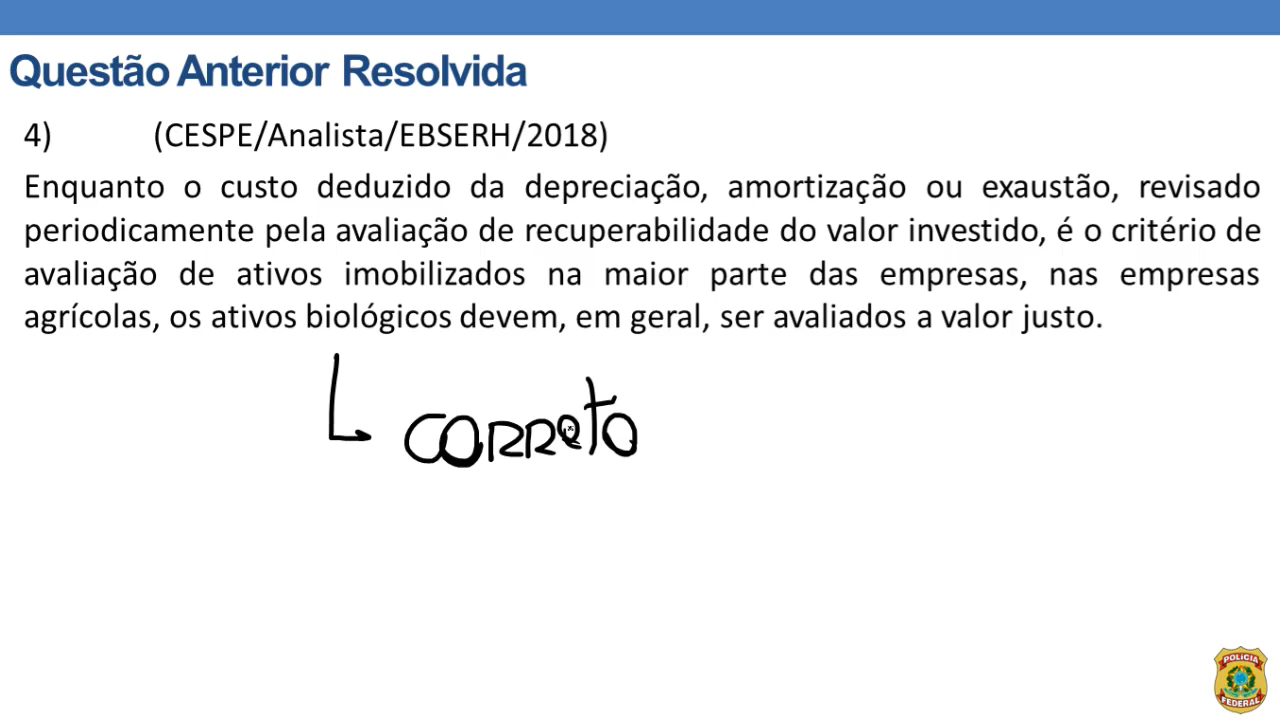 Questão Anterior Resolvida
4) (CESPE/Analista/EBSERH/2018)
Enquanto o custo deduzido da depreciação, amortização ou exaustão, revisado
periodicamente pela avaliação de recuperabilidade do valor investido, é o critério de
avaliação de ativos imobilizados na maior parte das empresas, nas empresas
agrícolas, os ativos biológicos devem, em geral, ser avaliados a valor justo.
CORReto
POLÍCIA
FEDERAL